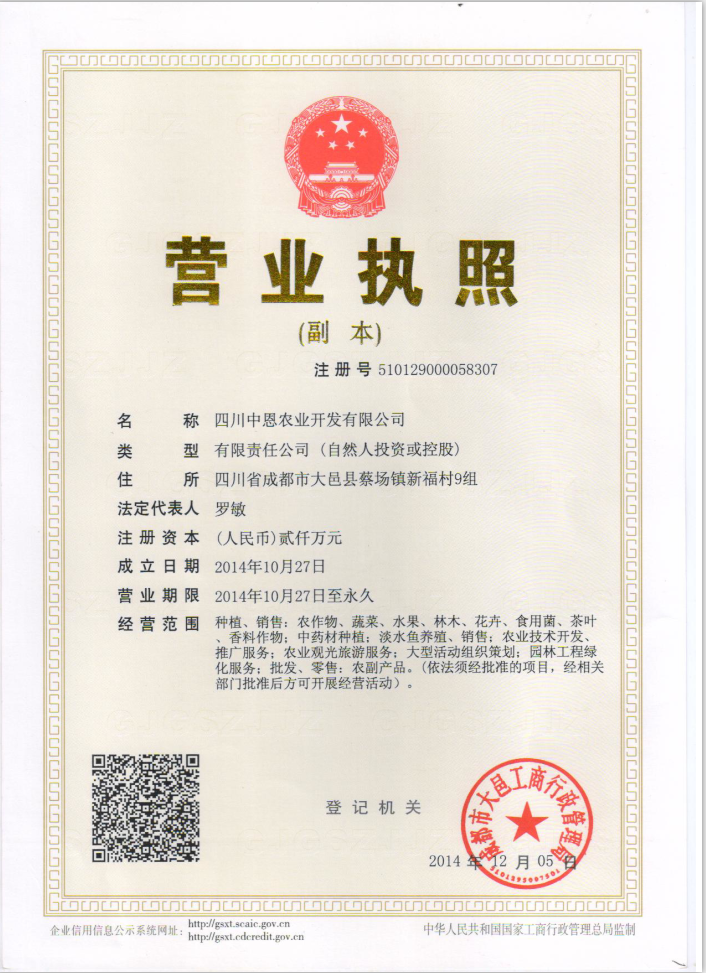 营业执照
(副 本)
注册号 510129000058307
名称 四川中恩农业开发有限公司
类型 有限责任公司 (自然人投资或控股)
住所 四川省成都市大邑县蔡场镇新福村9组
法定代表人 罗敏
注册资本 (人民币)贰仟万元
成立日期 2014年10月27日
营业期限 2014年10月27日至永久
经营范围 种植、销售：农作物、蔬菜、水果、林木、花卉、食用菌、茶叶
、香料作物；中药材种植；淡水鱼养殖、销售；农业技术开发、
推广服务；农业观光旅游服务；大型活动组织策划；园林工程绿
化服务；批发、零售：农副产品。(依法须经批准的项目，经相关
部门批准后方可开展经营活动）。
登记机关
成都市大邑工商行政管理局
2014 年 12 月 05 日
企业信用信息公示系统网址：
http://gsxt.scaic.gov.cn
http://gsxt.cdcredit.gov.cn
中华人民共和国国家工商行政管理总局监制